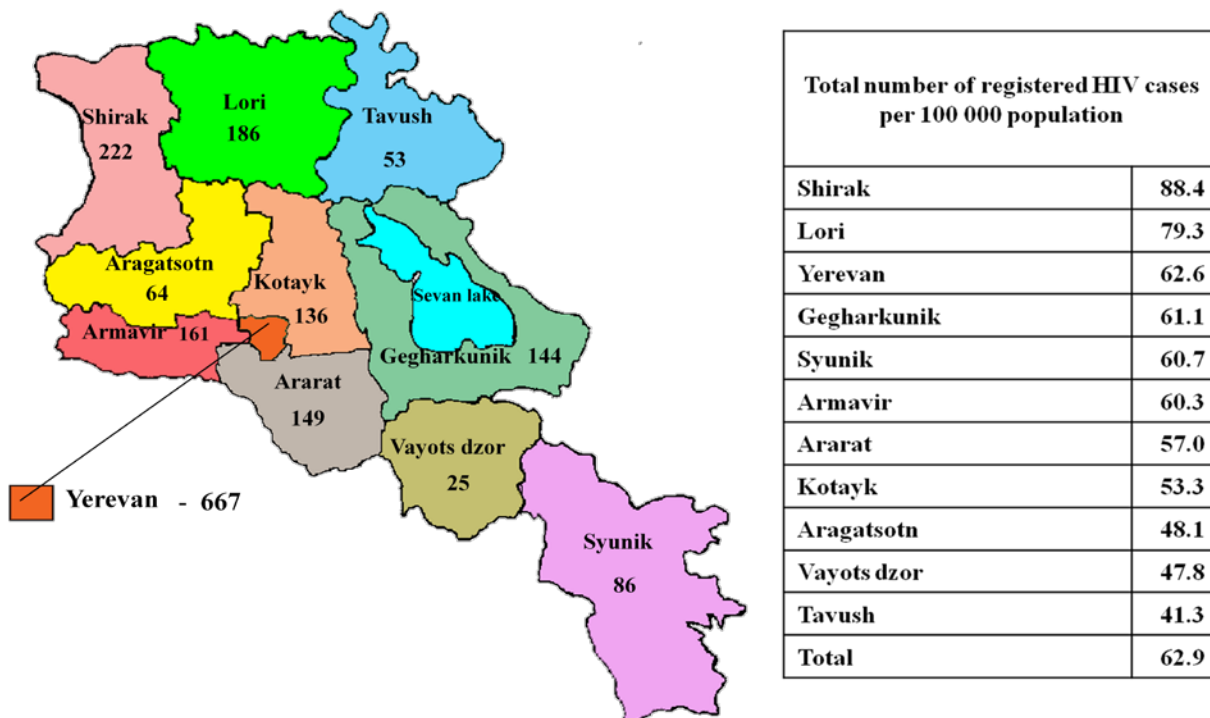 Shirak
222
Lori
186
Tavush
53
Aragatsotn
64
Kotayk
136
Sevan lake
Armavir 161
Gegharkunik 144
Ararat
149
Vayots dzor
25
Yerevan - 667
Syunik
86
Total number of registered HIV cases
per 100 000 population
Shirak 88.4
Lori 79.3
Yerevan 62.6
Gegharkunik 61.1
Syunik 60.7
Armavir 60.3
Ararat 57.0
Kotayk 53.3
Aragatsotn 48.1
Vayots dzor 47.8
Tavush 41.3
Total 62.9